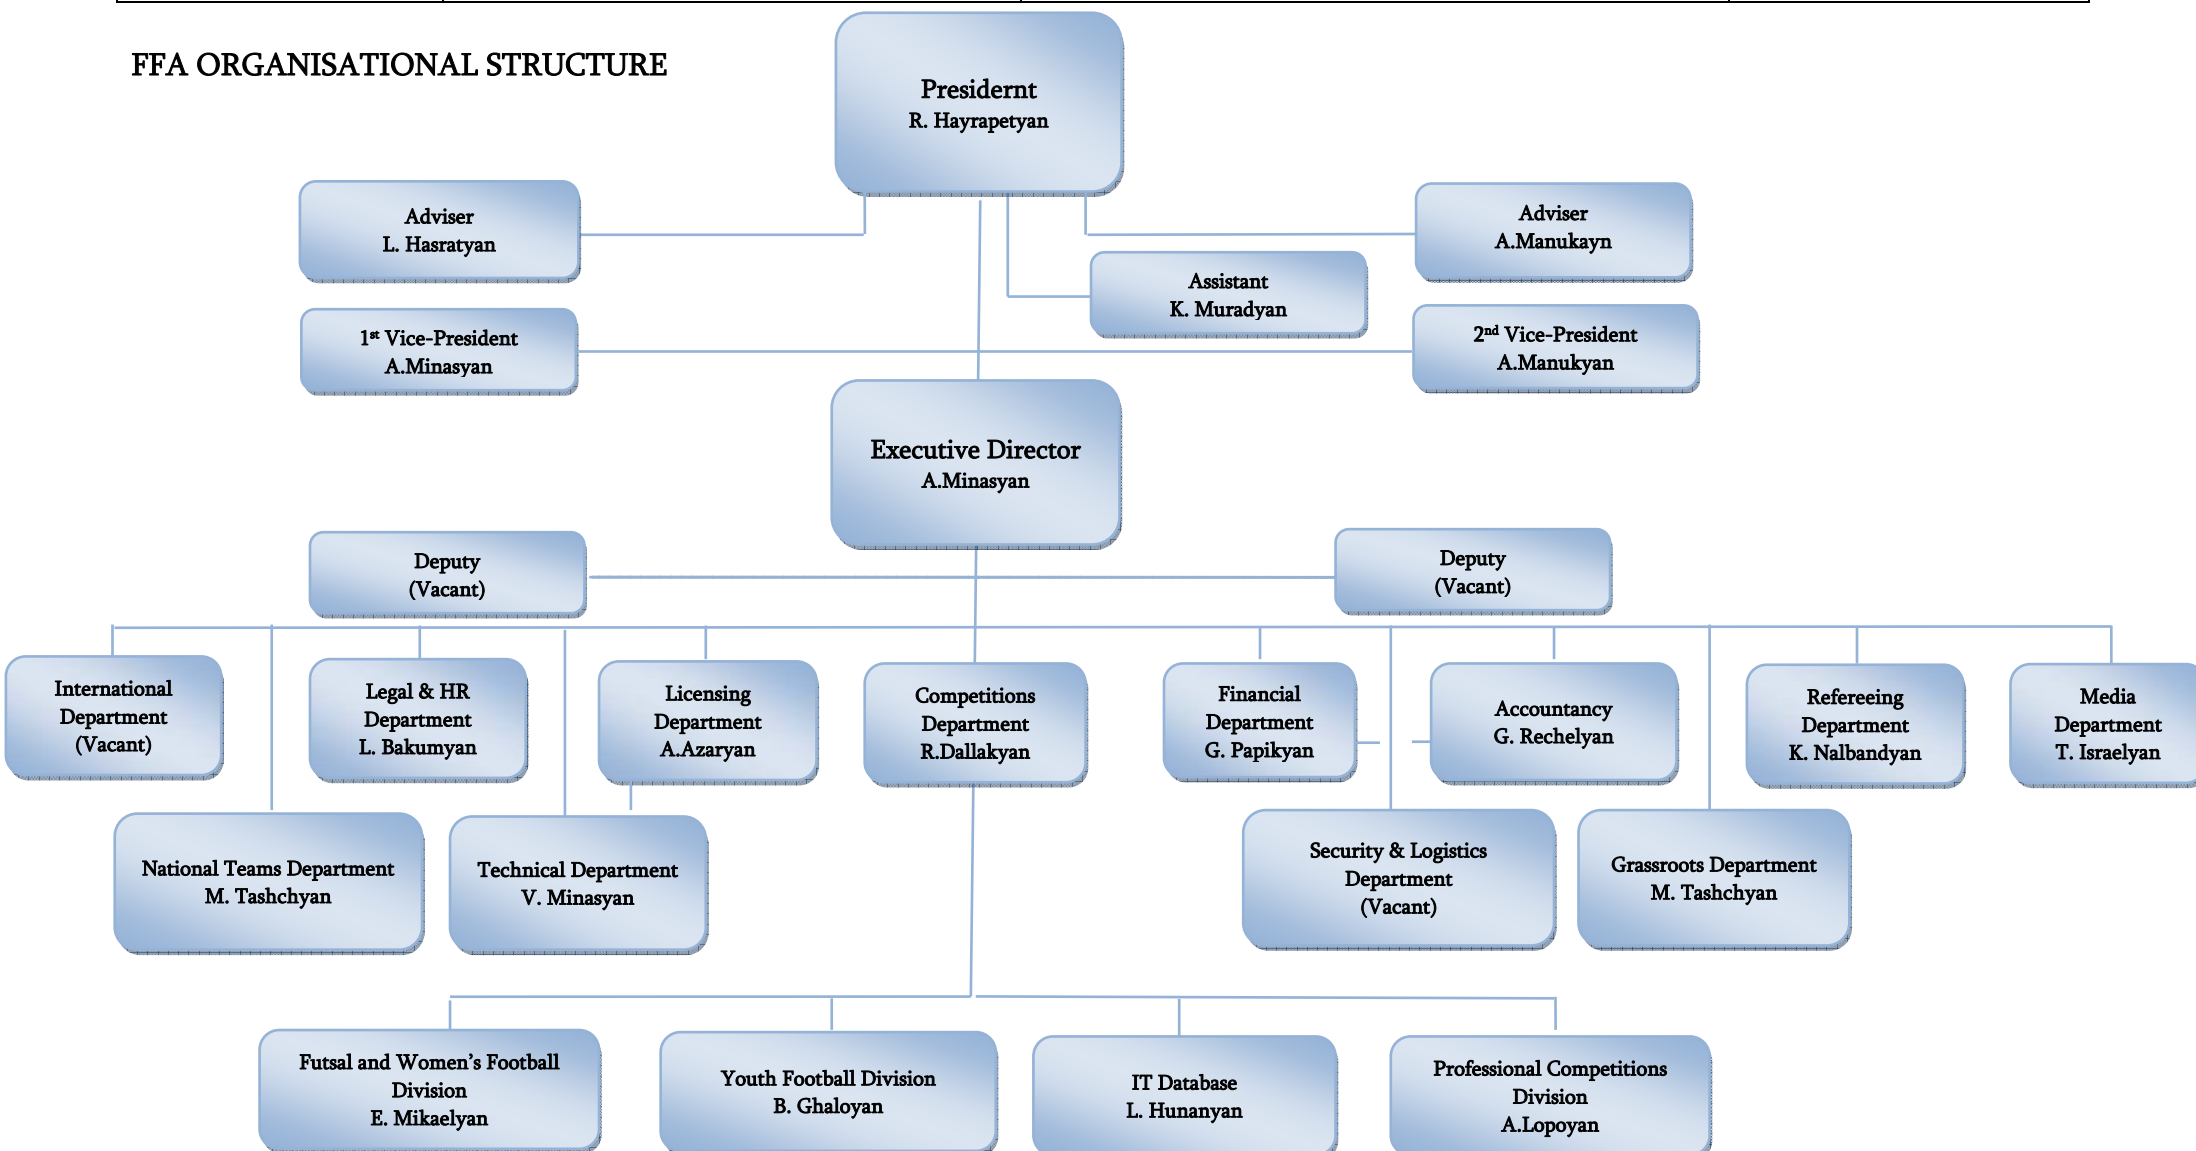 FFA ORGANISATIONAL STRUCTURE
Presidernt
R. Hayrapetyan
Adviser
L. Hasratyan
Adviser
A.Manukayn
Assistant
K. Muradyan
1st Vice-President
A.Minasyan
2nd Vice-President
A.Manukyan
Executive Director
A.Minasyan
Deputy
(Vacant)
Deputy
(Vacant)
International
Department
(Vacant)
Legal & HR
Department
L. Bakumyan
Licensing
Department
A.Azaryan
Competitions
Department
R.Dallakyan
Financial
Department
G. Papikyan
Accountancy
G. Rechelyan
Refereeing
Department
K. Nalbandyan
Media
Department
T. Israelyan
National Teams Department
M. Tashchyan
Technical Department
V. Minasyan
Security & Logistics
Department
(Vacant)
Grassroots Department
M. Tashchyan
Futsal and Women’s Football
Division
E. Mikaelyan
Youth Football Division
B. Ghaloyan
IT Database
L. Hunanyan
Professional Competitions
Division
A.Lopoyan